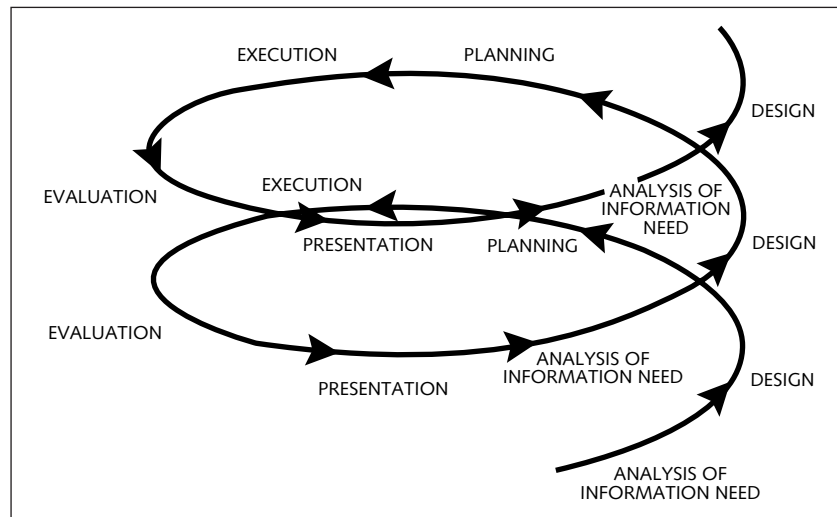 EXECUTION
PLANNING
DESIGN
EVALUATION
EXECUTION
ANALYSIS OF
INFORMATION
NEED
PRESENTATION
PLANNING
DESIGN
EVALUATION
ANALYSIS OF
INFORMATION NEED
PRESENTATION
DESIGN
ANALYSIS OF
INFORMATION NEED